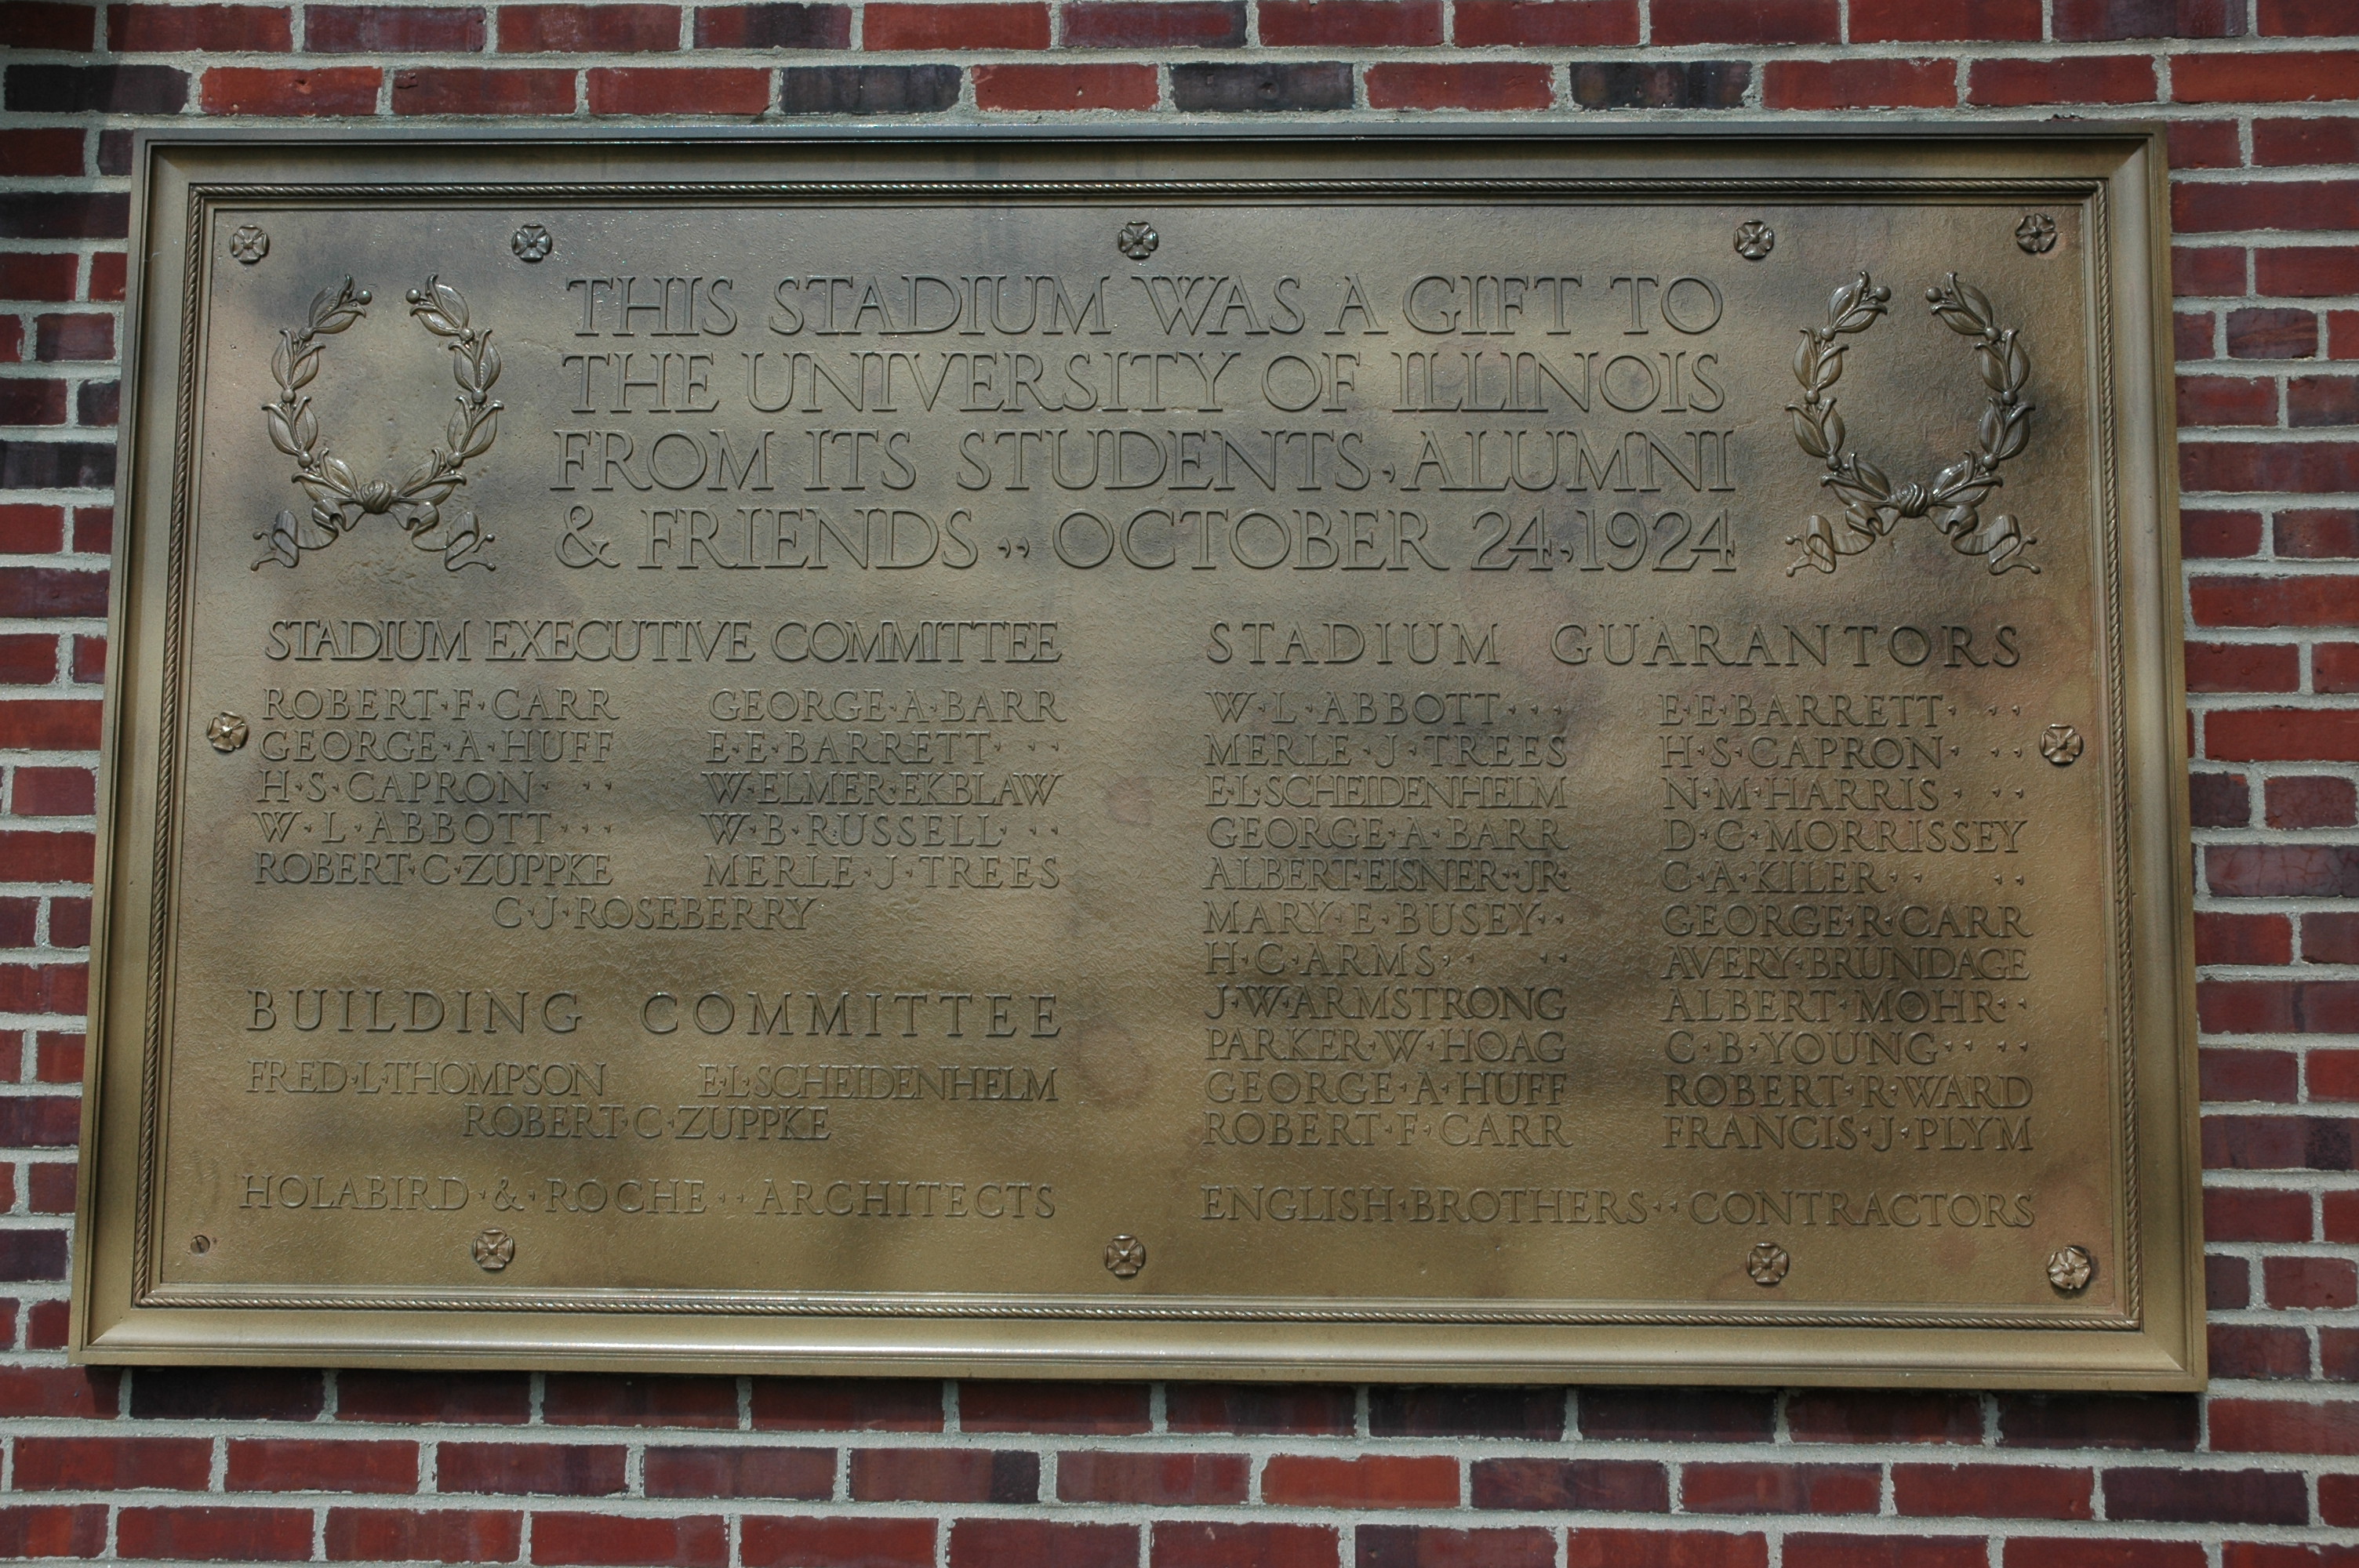 THIS STADIUM WAS A GIFT TO
THE UNIVERSITY OF ILLINOIS
FROM ITS STUDENTS, ALUMNI
& FRIENDS,, OCTOBER 24,1924
STADIUM EXECUTIVE COMMITTEE
ROBERT·F·CARR GEORGE·A·BARR
GEORGE·A·HUFF E·E·BARRETT
H·S·CAPRON W·ELMER·EKBLAW
W·L·ABBOTT W·B·RUSSELL
ROBERT·C·ZUPPKE MERLE·J·TREES
C·J·ROSEBERRY
BUILDING COMMITTEE
FRED·L·THOMPSON E·L·SCHEIDENHELM
ROBERT·C·ZUPPKE
HOLABIRD·&·ROCHE·· ARCHITECTS
STADIUM GUARANTORS
W·L·ABBOTT E·E·BARRETT
MERLE·J·TREES H·S·CAPRON
E·L·SCHEIDENHELM N·M·HARRIS
GEORGE·A·BARR D·C·MORRISSEY
ALBERT·EISNER·JR· C·A·KILER
MARY·E·BUSEY GEORGE·R·CARR
H·C·ARMS AVERY·BRUNDAGE
J·W·ARMSTRONG ALBERT·MOHR
PARKER·W·HOAG C·B·YOUNG
GEORGE·A·HUFF ROBERT·R·WARD
ROBERT·F·CARR FRANCIS·J·PLYM
ENGLISH·BROTHERS·· CONTRACTORS